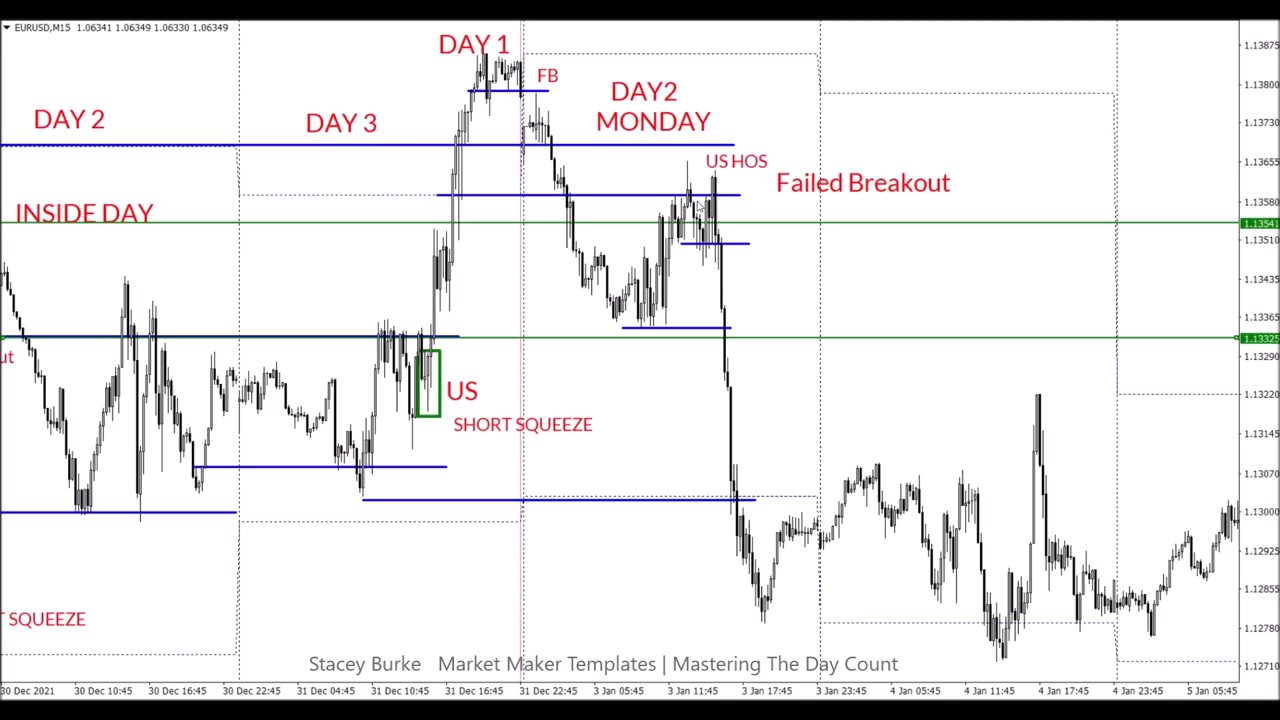 EURUSD,M15 1.06341 1.06349 1.06330 1.06349
DAY 1
1.13875
FB
1.13800
DAY2
DAY 2
DAY 3
MONDAY
1.13730
US HOS
1.13655
Failed Breakout
1.13580
INSIDE DAY
1.13541
1.13510
1.13435
1.13365
1.13325
ut
1.13290
US
1.13220
SHORT SQUEEZE
1.13145
1.13070
1.13000
1.12925
1.12855
SQUEEZE
1.12780
Stacey Burke Market Maker Templates | Mastering The Day Count
1.12710
30 Dec 2021
30 Dec 10:45
30 Dec 16:45
30 Dec 22:45
31 Dec 04:45
31 Dec 10:45
31 Dec 16:45
31 Dec 22:45
3 Jan 05:45
3 Jan 11:45
3 Jan 17:45
3 Jan 23:45
4 Jan 05:45
4 Jan 11:45
4 Jan 17:45
4 Jan 23:45
5 Jan 05:45